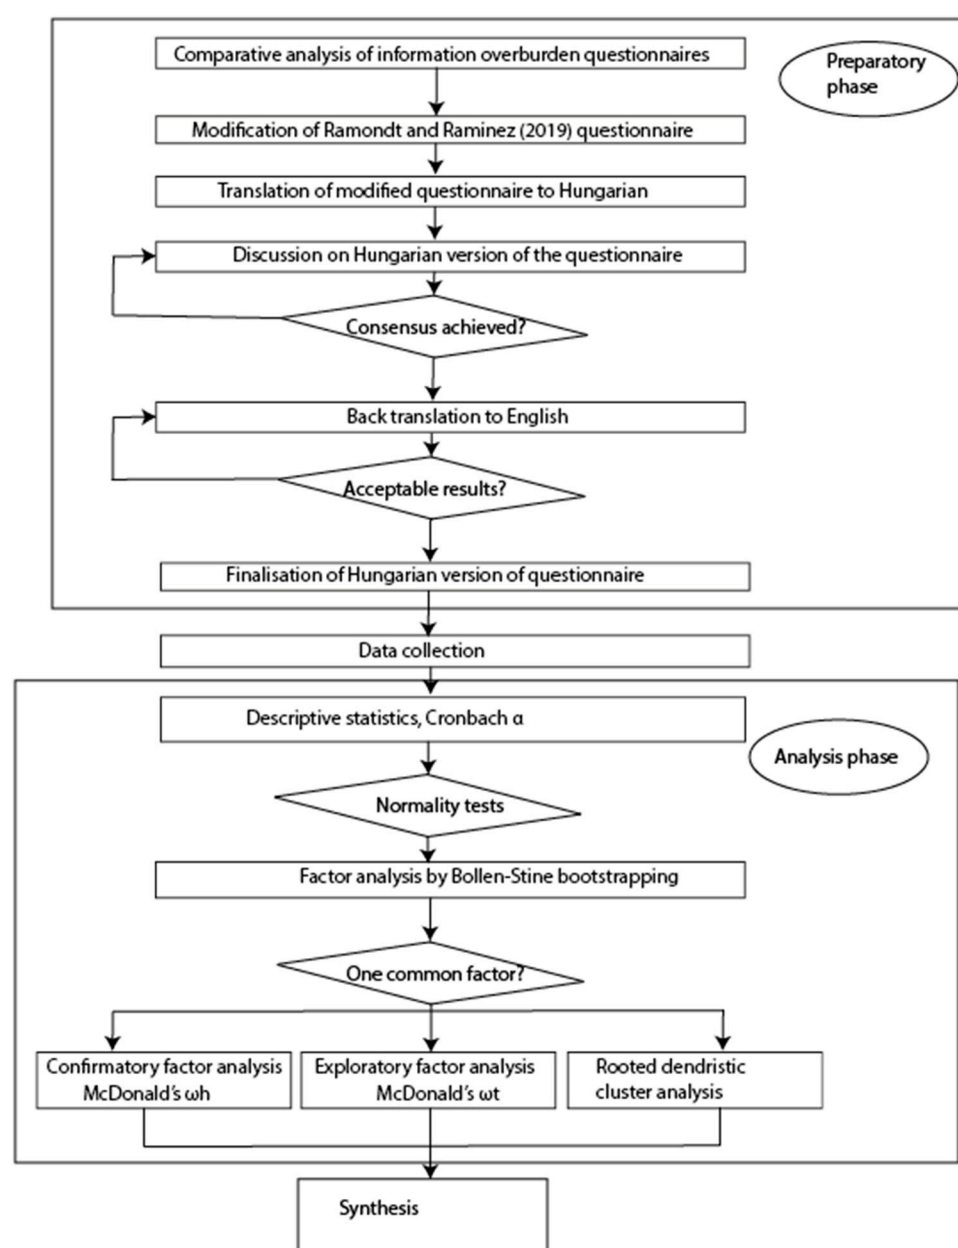 Comparative analysis of information overburden questionnaires
Preparatory
phase
Modification of Ramondt and Raminez (2019) questionnaire
Translation of modified questionnaire to Hungarian
Discussion on Hungarian version of the questionnaire
Consensus achieved?
Back translation to English
Acceptable results?
Finalisation of Hungarian version of questionnaire
Data collection
Descriptive statistics, Cronbach α
Analysis phase
Normality tests
Factor analysis by Bollen-Stine bootstrapping
One common factor?
Confirmatory factor analysis
McDonald's ωh
Exploratory factor analysis
McDonald's ωt
Rooted dendristic
cluster analysis
Synthesis